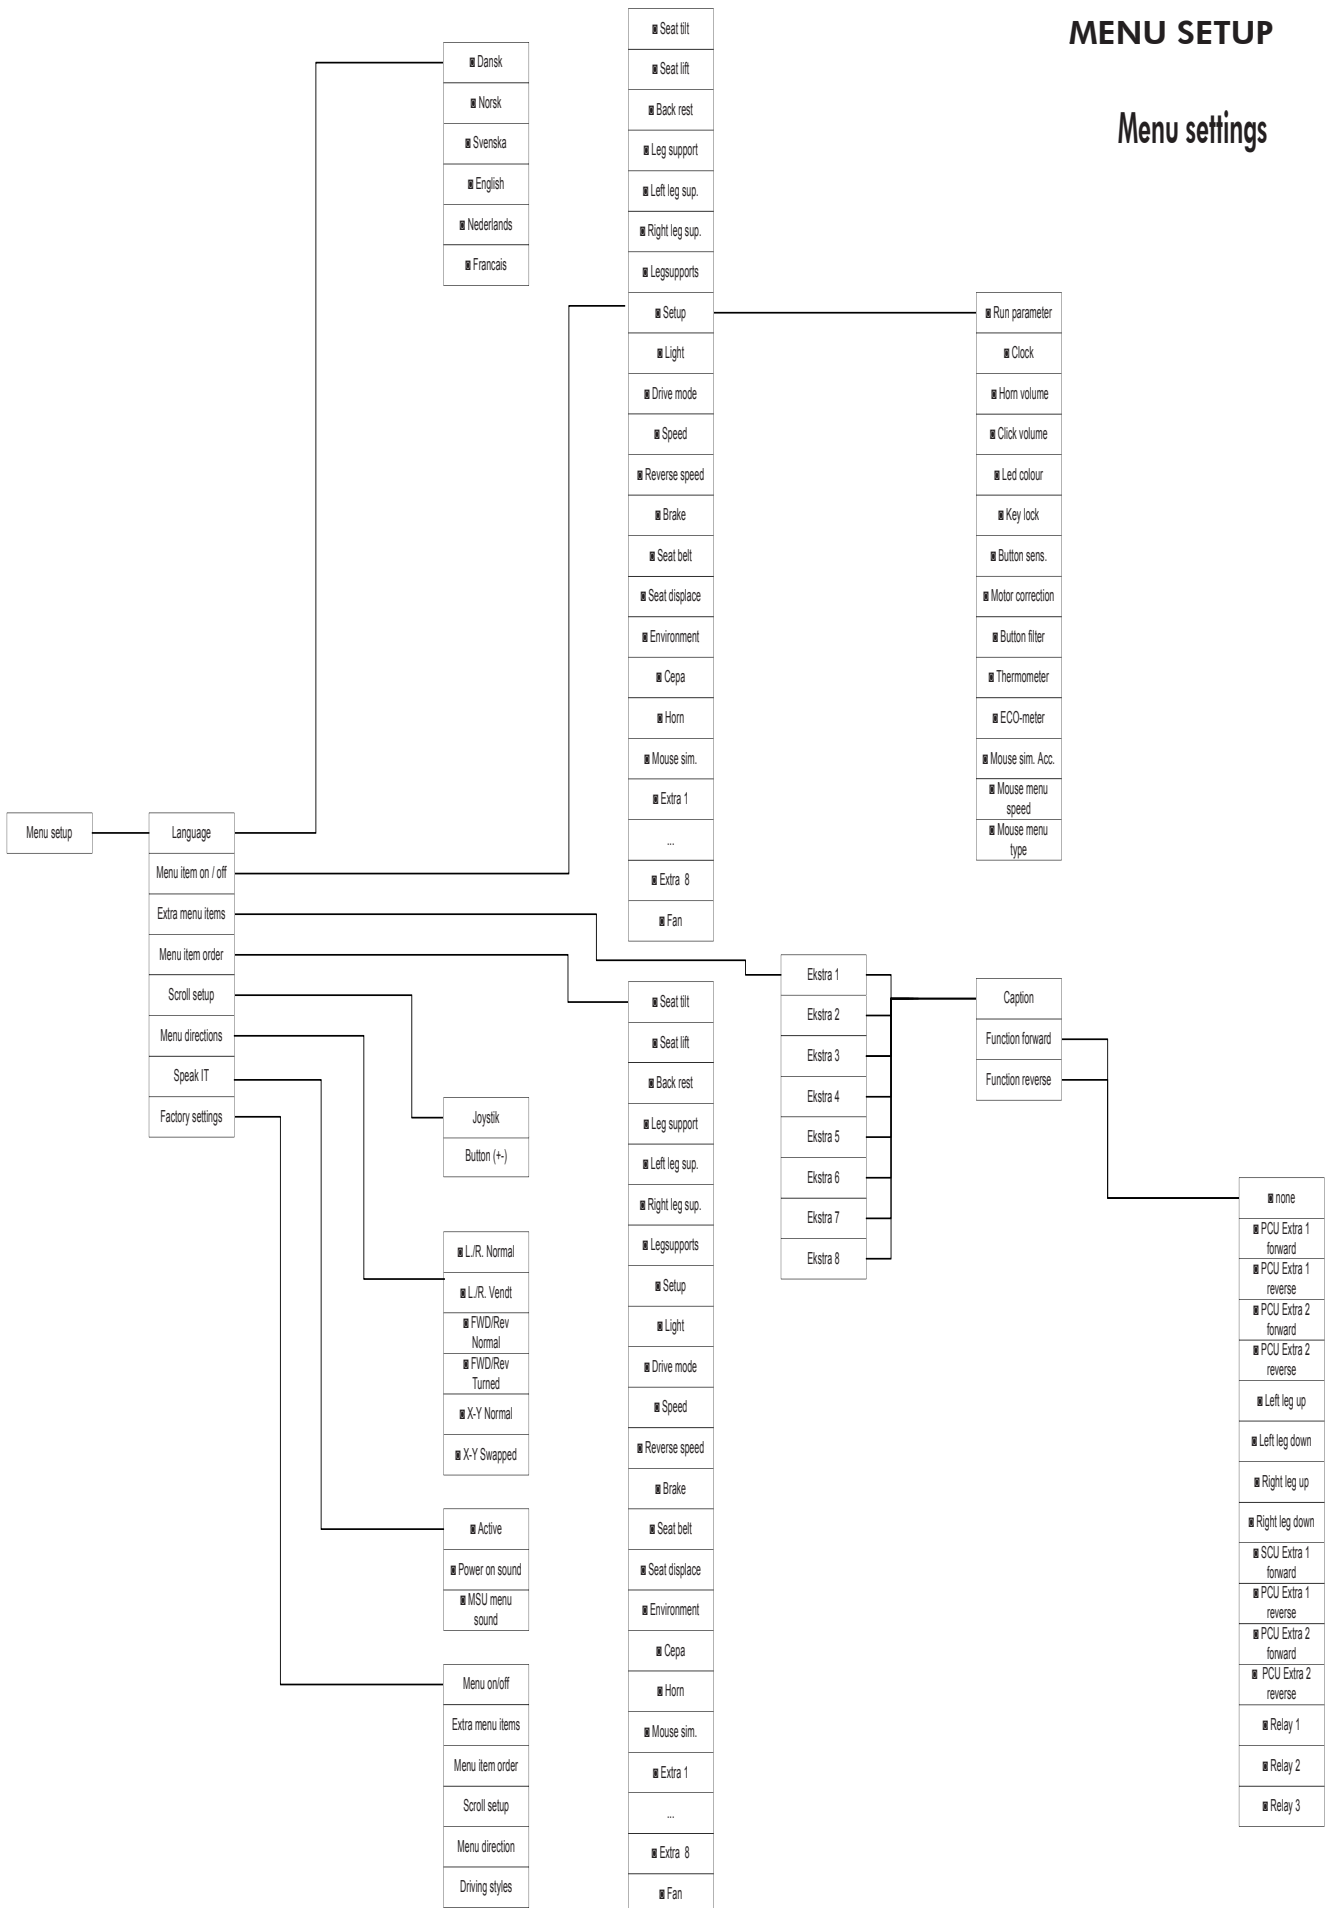 MENU SETUP
Menu settings
Menu setup
Language
Menu item on / off
Extra menu items
Menu item order
Scroll setup
Menu directions
Speak IT
Factory settings
Dansk
Norsk
Svenska
English
Nederlands
Francais
Seat tilt
Seat lift
Back rest
Leg support
Left leg sup.
Right leg sup.
Legsupports
Setup
Light
Drive mode
Speed
Reverse speed
Brake
Seat belt
Seat displace
Environment
Cepa
Horn
Mouse sim.
Extra 1
...
Extra 8
Fan
Run parameter
Clock
Horn volume
Click volume
Led colour
Key lock
Button sens.
Motor correction
Button filter
Thermometer
ECO-meter
Mouse sim. Acc.
Mouse menu
speed
Mouse menu
type
Ekstra 1
Ekstra 2
Ekstra 3
Ekstra 4
Ekstra 5
Ekstra 6
Ekstra 7
Ekstra 8
Caption
Function forward
Function reverse
none
PCU Extra 1
forward
PCU Extra 1
reverse
PCU Extra 2
forward
PCU Extra 2
reverse
Left leg up
Left leg down
Right leg up
Right leg down
SCU Extra 1
forward
PCU Extra 1
reverse
PCU Extra 2
forward
PCU Extra 2
reverse
Relay 1
Relay 2
Relay 3
Seat tilt
Seat lift
Back rest
Leg support
Left leg sup.
Right leg sup.
Legsupports
Setup
Light
Drive mode
Speed
Reverse speed
Brake
Seat belt
Seat displace
Environment
Cepa
Horn
Mouse sim.
Extra 1
...
Extra 8
Fan
Joystik
Button (+-)
L./R. Normal
L./R. Vendt
FWD/Rev
Normal
FWD/Rev
Turned
X-Y Normal
X-Y Swapped
Active
Power on sound
MSU menu
sound
Menu on/off
Extra menu items
Menu item order
Scroll setup
Menu direction
Driving styles